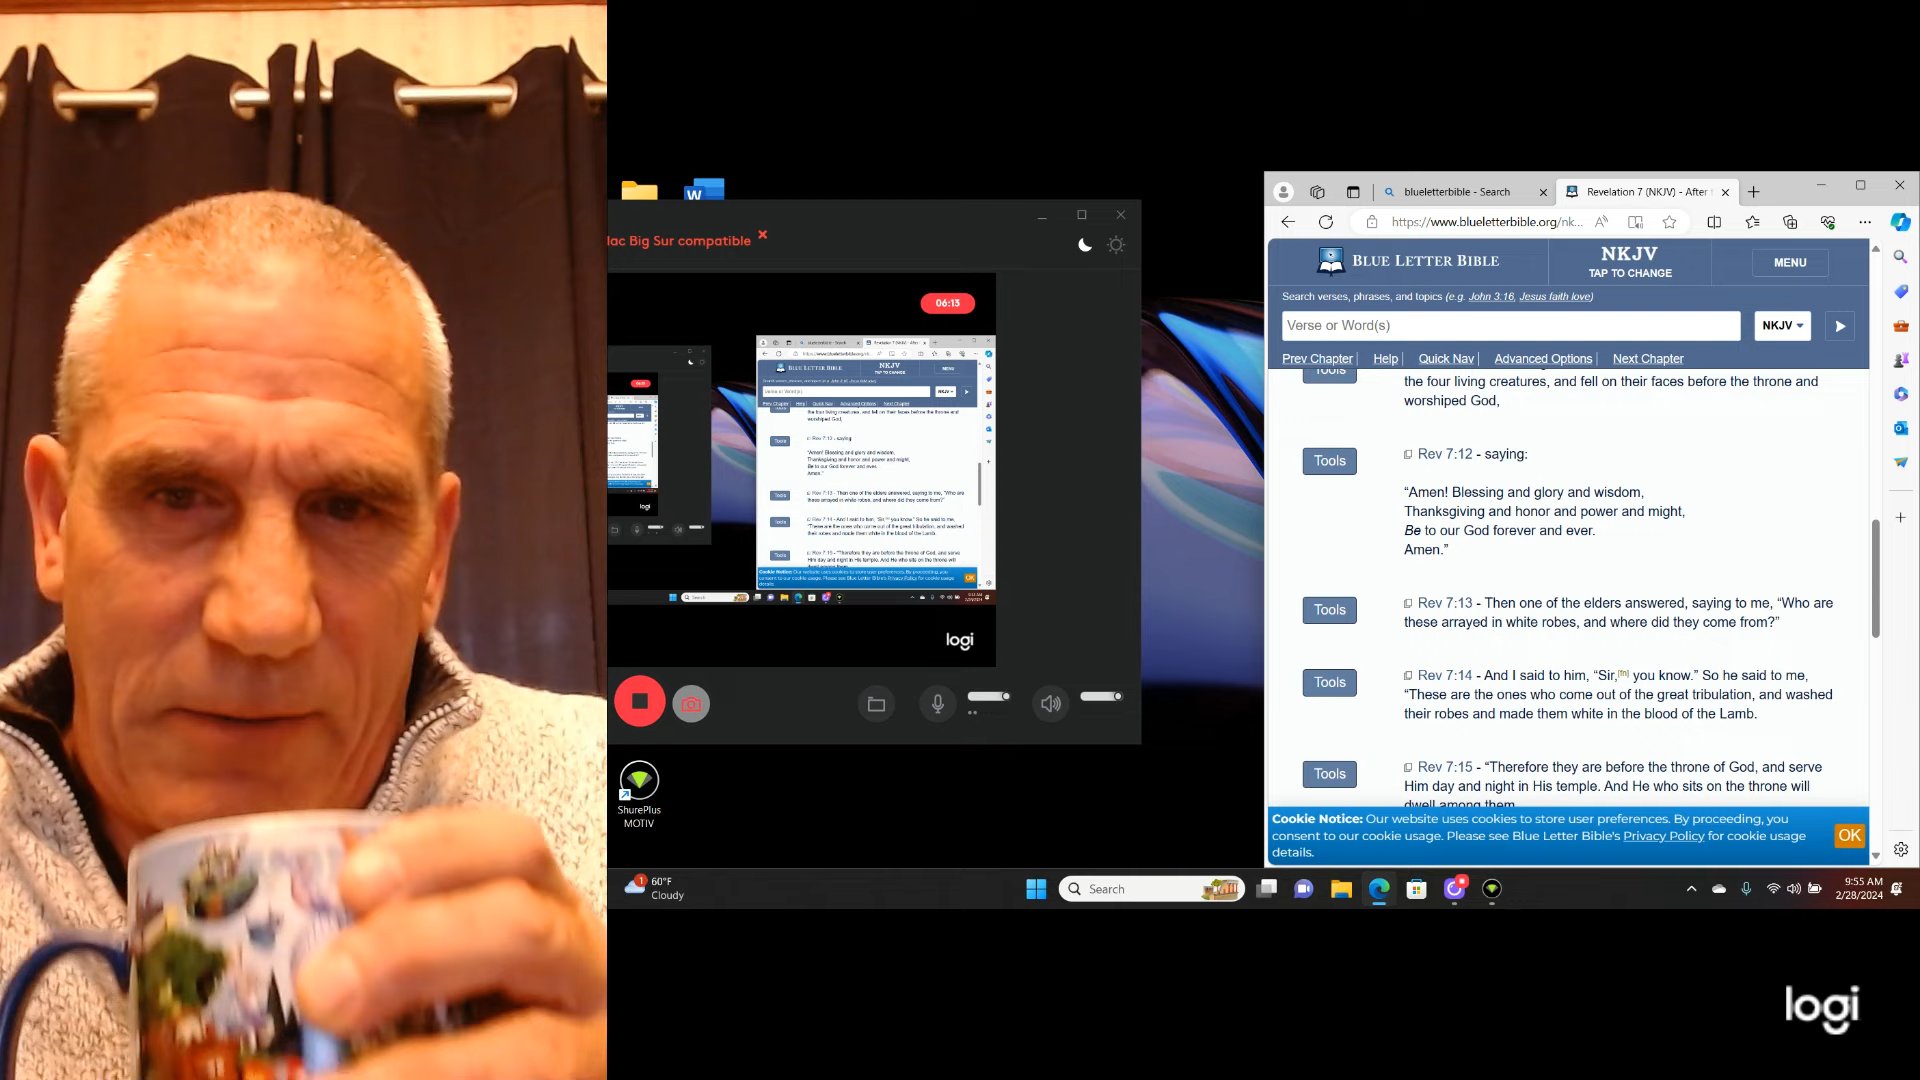 W
Mac Big Sur compatible
06:13
logi
ShurePlus
MOTIV
blueletterbible - Search
Revelation 7 (NKJV) - After t
https://www.blueletterbible.org/nk...
BLUE LETTER BIBLE
NKJV
TAP TO CHANGE
MENU
Search verses, phrases, and topics (e.g. John 3.16, Jesus faith love)
Verse or Word(s)
NKJV
Prev Chapter
Help
Quick Nav
Advanced Options
Next Chapter
Tools
the four living creatures, and fell on their faces before the throne and
worshiped God,
Tools
Rev 7:12 - saying:
“Amen! Blessing and glory and wisdom,
Thanksgiving and honor and power and might,
Be to our God forever and ever.
Amen.”
Tools
Rev 7:13 - Then one of the elders answered, saying to me, “Who are
these arrayed in white robes, and where did they come from?”
Tools
Rev 7:14 - And I said to him, “Sir,[fn] you know.” So he said to me,
“These are the ones who come out of the great tribulation, and washed
their robes and made them white in the blood of the Lamb.
Tools
Rev 7:15 - “Therefore they are before the throne of God, and serve
Him day and night in His temple. And He who sits on the throne will
dwell among them.
Cookie Notice: Our website uses cookies to store user preferences. By proceeding, you
consent to our cookie usage. Please see Blue Letter Bible's Privacy Policy for cookie usage
details.
OK
1
60°F
Cloudy
Search
9:55 AM
2/28/2024
logi